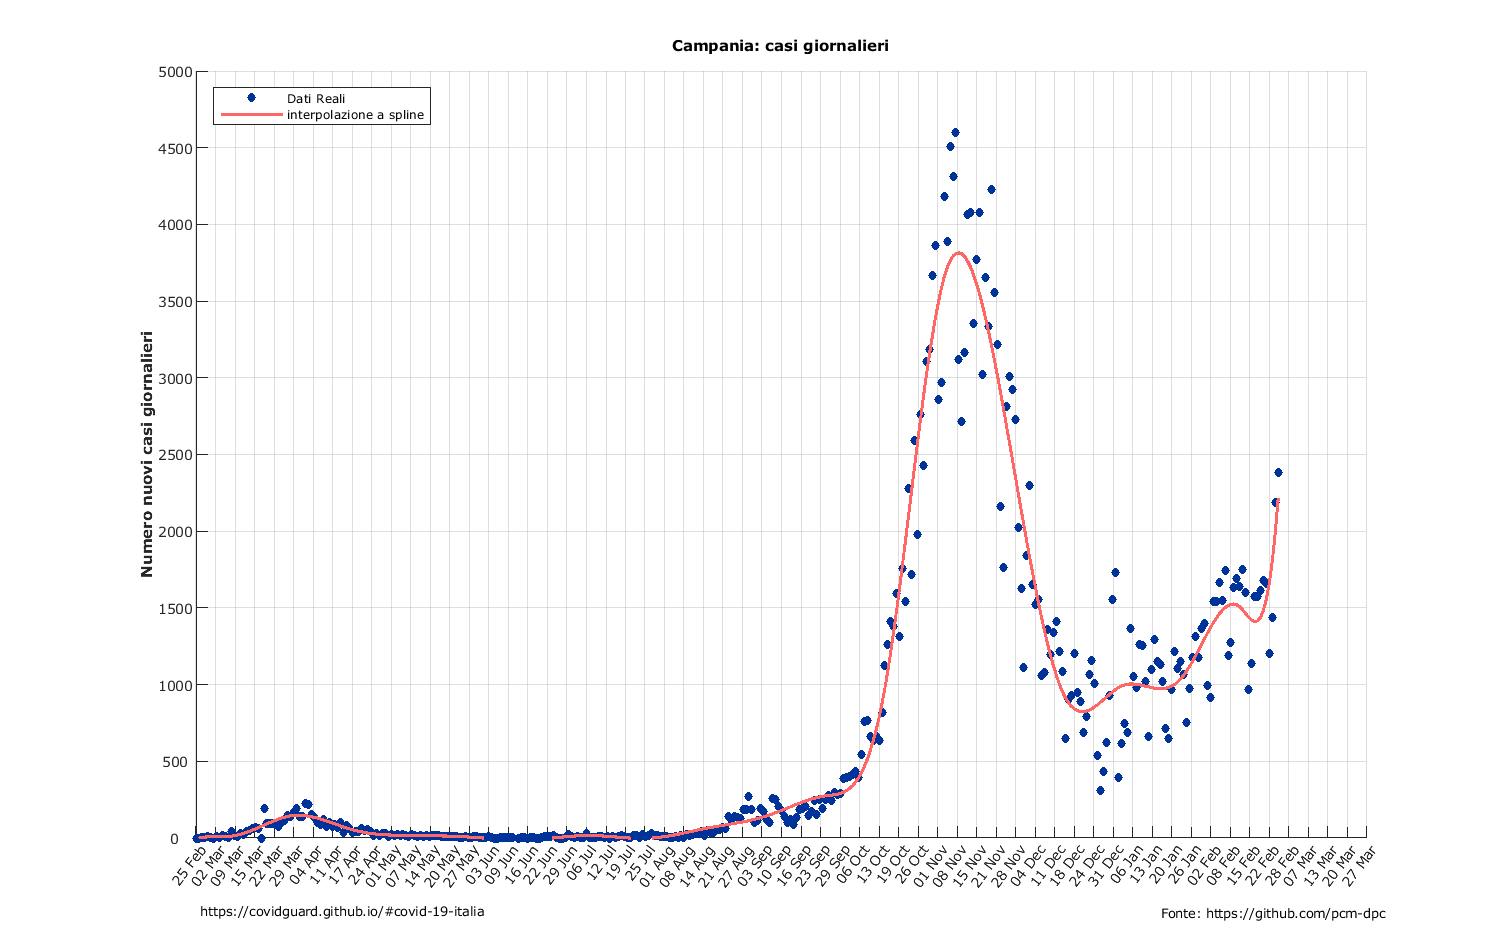 Campania: casi giornalieri
Dati Reali
interpolazione a spline
Numero nuovi casi giornalieri
5000
4500
4000
3500
3000
2500
2000
1500
1000
500
0
25 Feb
02 Mar
09 Mar
15 Mar
22 Mar
29 Mar
04 Apr
11 Apr
17 Apr
24 Apr
01 May
07 May
14 May
20 May
27 May
03 Jun
09 Jun
16 Jun
22 Jun
29 Jun
06 Jul
12 Jul
19 Jul
25 Jul
01 Aug
08 Aug
14 Aug
21 Aug
27 Aug
03 Sep
10 Sep
16 Sep
23 Sep
29 Sep
06 Oct
13 Oct
19 Oct
26 Oct
01 Nov
08 Nov
15 Nov
21 Nov
28 Nov
04 Dec
11 Dec
18 Dec
24 Dec
31 Dec
06 Jan
13 Jan
20 Jan
26 Jan
02 Feb
08 Feb
15 Feb
22 Feb
28 Feb
07 Mar
13 Mar
20 Mar
27 Mar
https://covidguard.github.io/#covid-19-italia
Fonte: https://github.com/pcm-dpc